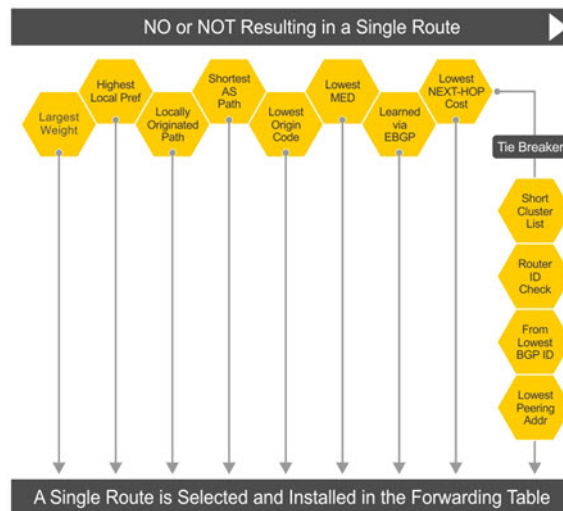 NO or NOT Resulting in a Single Route
Largest
Weight
Highest
Local Pref
Locally
Originated
Path
Shortest
AS
Path
Lowest
Origin
Code
Lowest
MED
Learned
via
EBGP
Lowest
NEXT-HOP
Cost
Tie Breaker
Short
Cluster
List
Router
ID
Check
From
Lowest
BGP ID
Lowest
Peering
Addr
A Single Route is Selected and Installed in the Forwarding Table